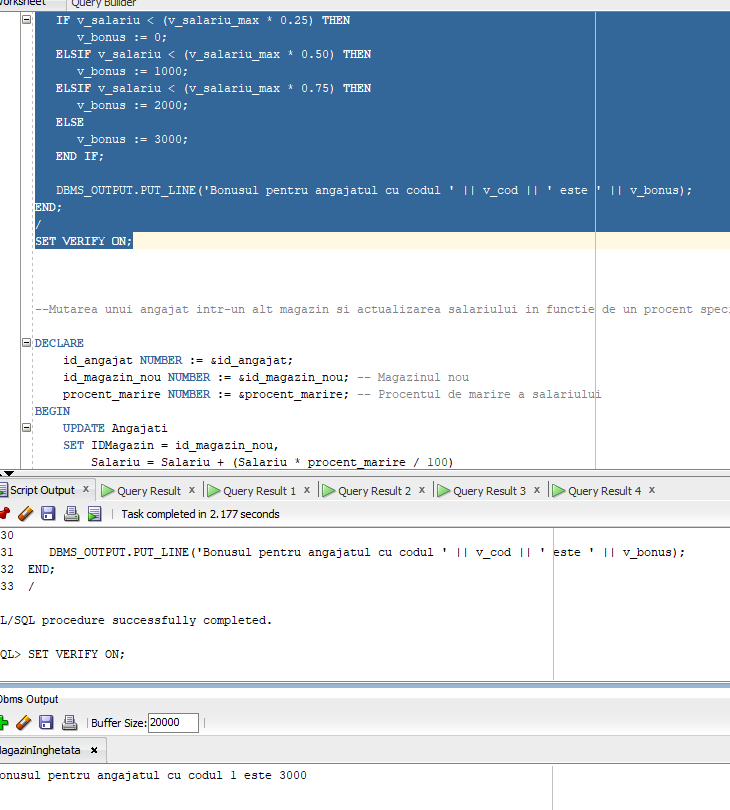 Worksheet Query Builder
IF v_salariu < (v_salariu_max * 0.25) THEN
v_bonus := 0;
ELSIF v_salariu < (v_salariu_max * 0.50) THEN
v_bonus := 1000;
ELSIF v_salariu < (v_salariu_max * 0.75) THEN
v_bonus := 2000;
ELSE
v_bonus := 3000;
END IF;
DBMS_OUTPUT.PUT_LINE('Bonusul pentru angajatul cu codul ' || v_cod || ' este ' || v_bonus);
END;
/
SET VERIFY ON;
--Mutarea unui angajat intr-un alt magazin si actualizarea salariului in functie de un procent speci
DECLARE
id_angajat NUMBER := &id_angajat;
id_magazin_nou NUMBER := &id_magazin_nou; -- Magazinul nou
procent_marire NUMBER := &procent_marire; -- Procentul de marire a salariului
BEGIN
UPDATE Angajati
SET IDMagazin = id_magazin_nou,
Salariu = Salariu + (Salariu * procent_marire / 100)
Script Output x Query Result x Query Result 1 x Query Result 2 x Query Result 3 x Query Result 4 x
Task completed in 2.177 seconds
30
31 DBMS_OUTPUT.PUT_LINE('Bonusul pentru angajatul cu codul ' || v_cod || ' este ' || v_bonus);
32 END;
33 /
L/SQL procedure successfully completed.
QL> SET VERIFY ON;
Dbms Output
Buffer Size: 20000
MagazinInghetata x
onusul pentru angajatul cu codul 1 este 3000